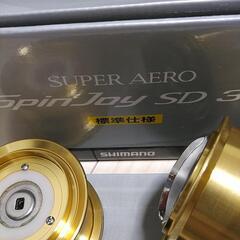 SUPER AERO
SpinJoy SD 3
標準仕様
SHIMANO